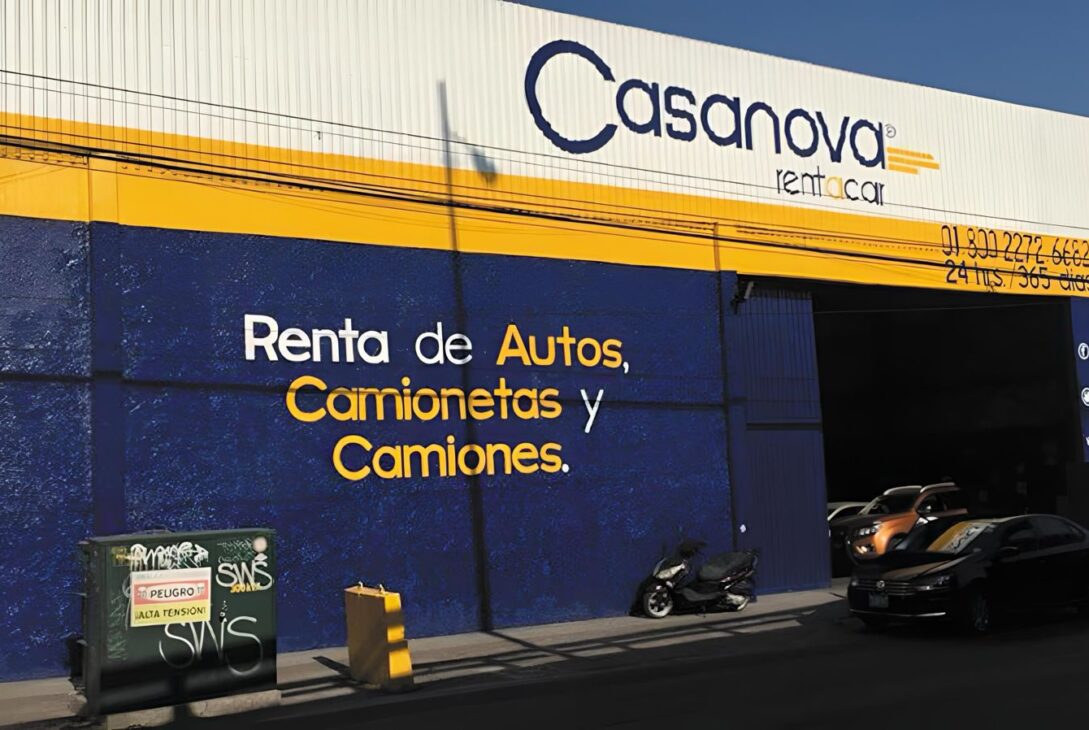 Casanova®
rentacar
01 800 2272 6682
24 hrs. / 365 días
Renta de Autos,
Camionetas y
Camiones.
PELIGRO
¡ALTA TENSIÓN!
SWS
SWS